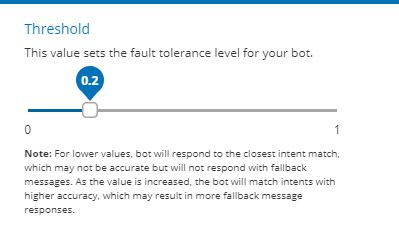 Threshold
This value sets the fault tolerance level for your bot.
0.2
0 1
Note: For lower values, bot will respond to the closest intent match,
which may not be accurate but will not respond with fallback
messages. As the value is increased, the bot will match intents with
higher accuracy, which may result in more fallback message
responses.